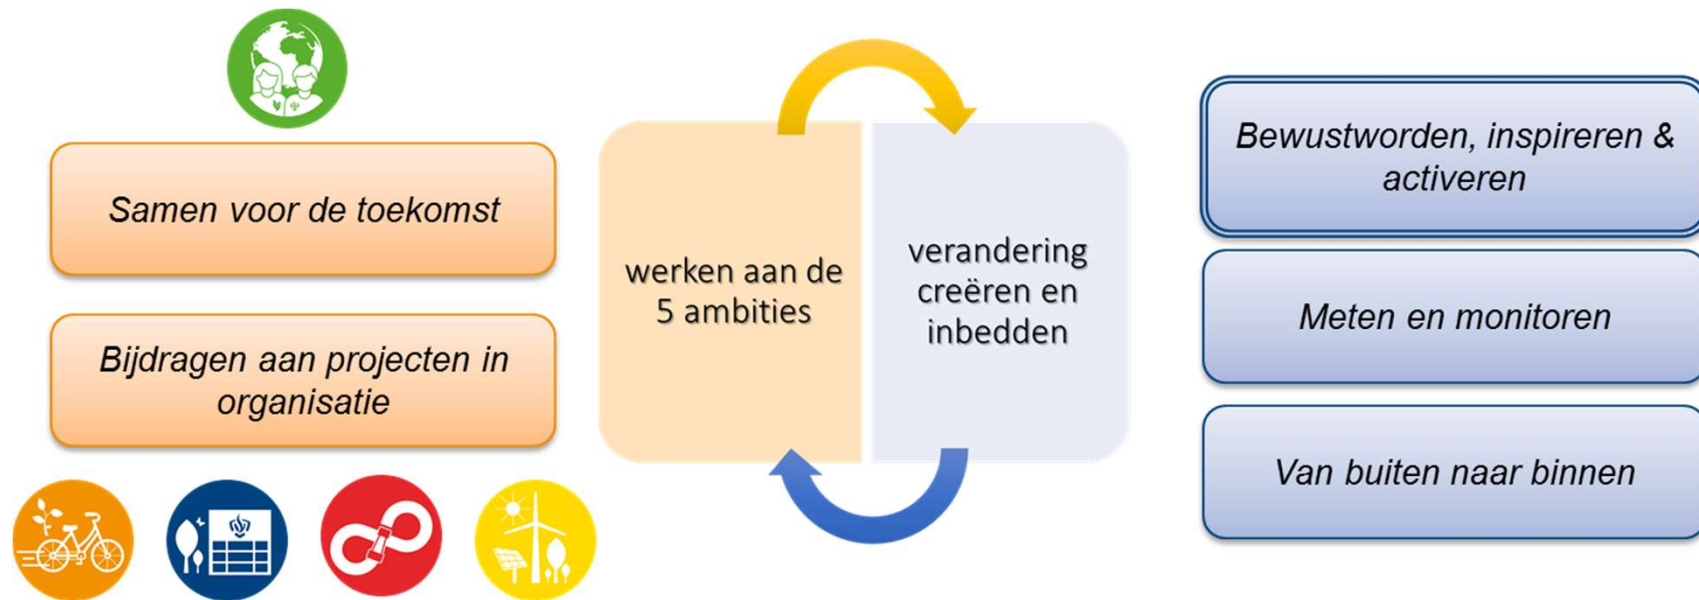 Samen voor de toekomst
Bijdragen aan projecten in
organisatie
werken aan de
5 ambities
verandering
creëren en
inbedden
Bewustworden, inspireren &
activeren
Meten en monitoren
Van buiten naar binnen